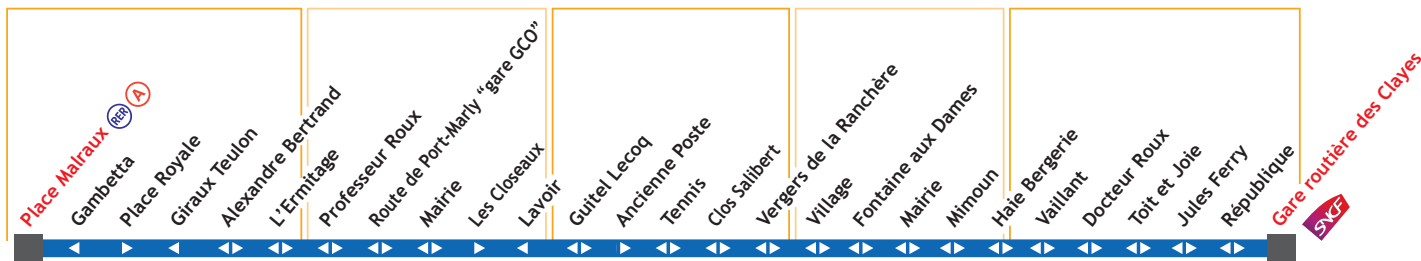 Place Malraux RER A
Gambetta
Place Royale
Giraux Teulon
Alexandre Bertrand
L'Ermitage
Professeur Roux
Route de Port-Marly “gare GCO”
Mairie
Les Closeaux
Lavoir
Guitel Lecoq
Ancienne Poste
Tennis
Clos Salibert
Vergers de la Ranchère
Village
Fontaine aux Dames
Mairie
Mimoun
Haie Bergerie
Vaillant
Docteur Roux
Toit et Joie
Jules Ferry
République
Gare routière des Clayes
SNCF